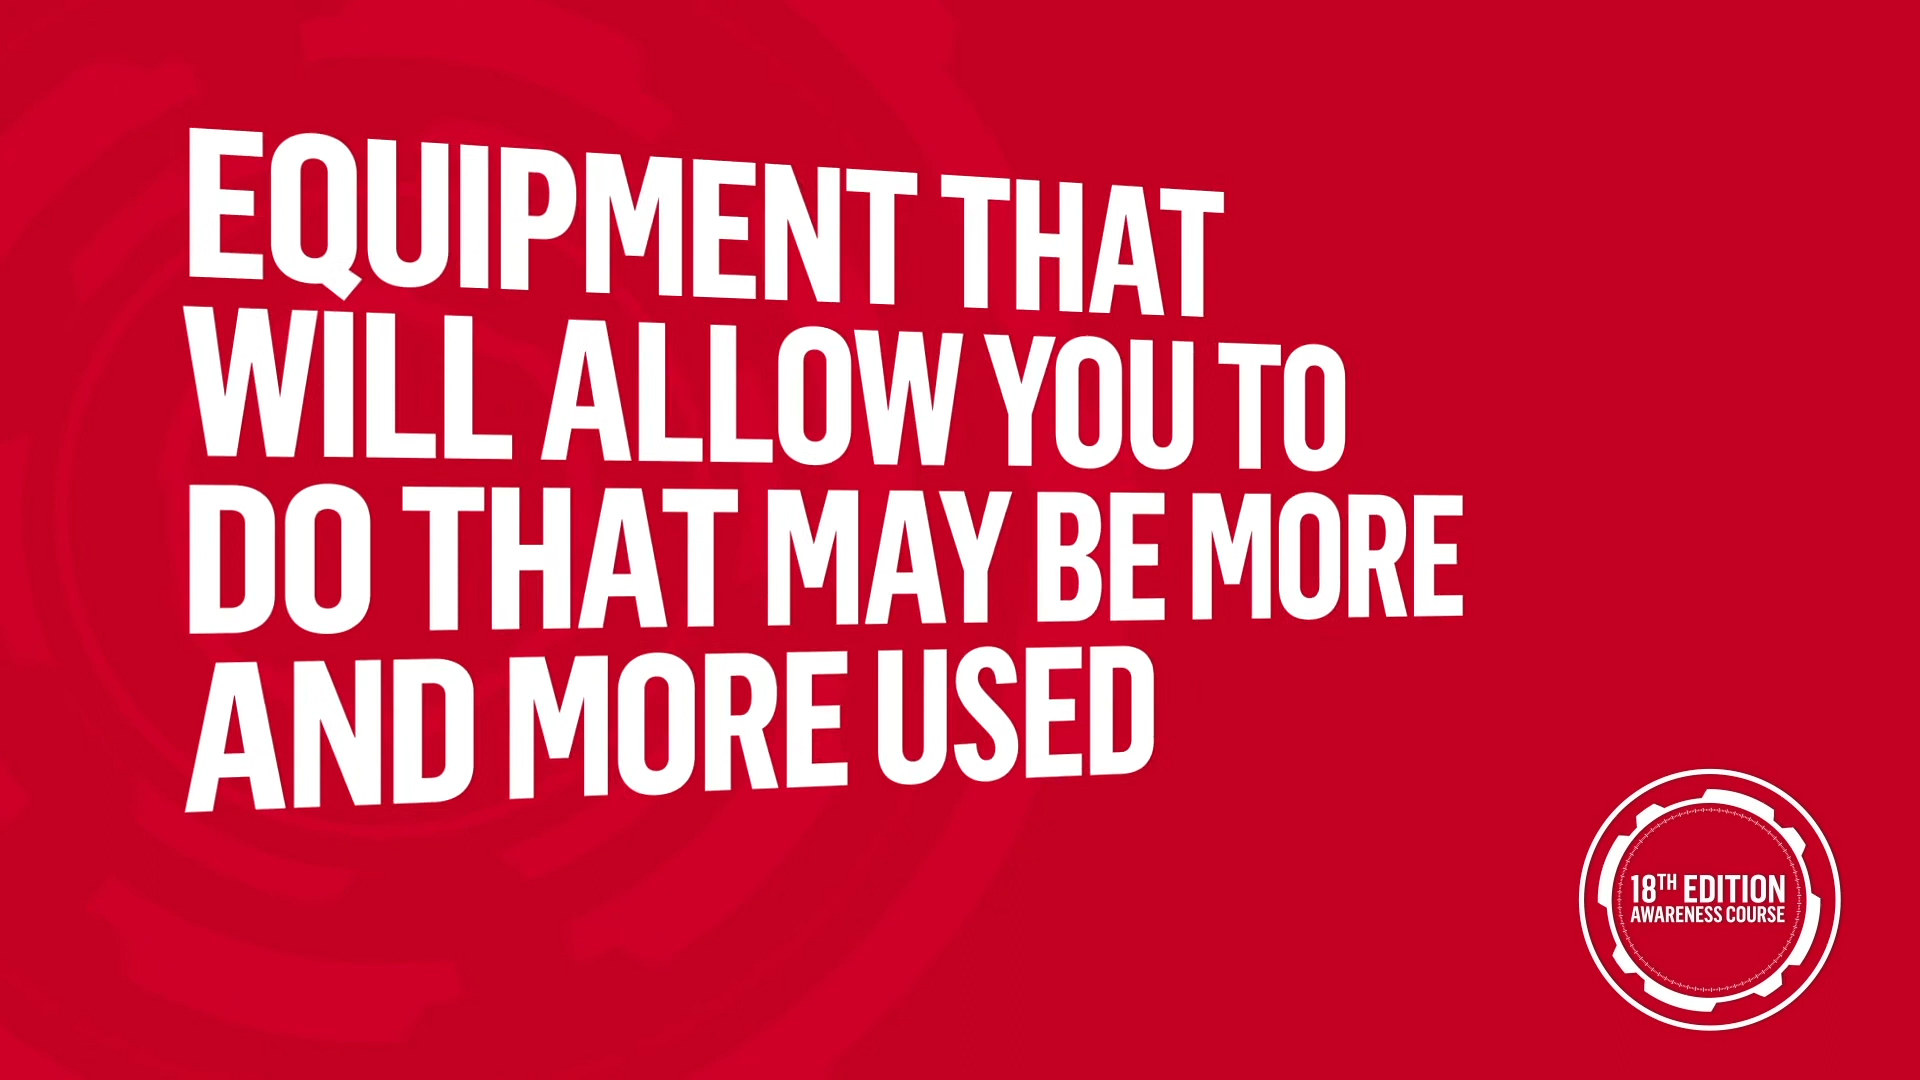 EQUIPMENT THAT
WILL ALLOW YOU TO
DO THAT MAY BE MORE
AND MORE USED
18TH EDITION
AWARENESS COURSE